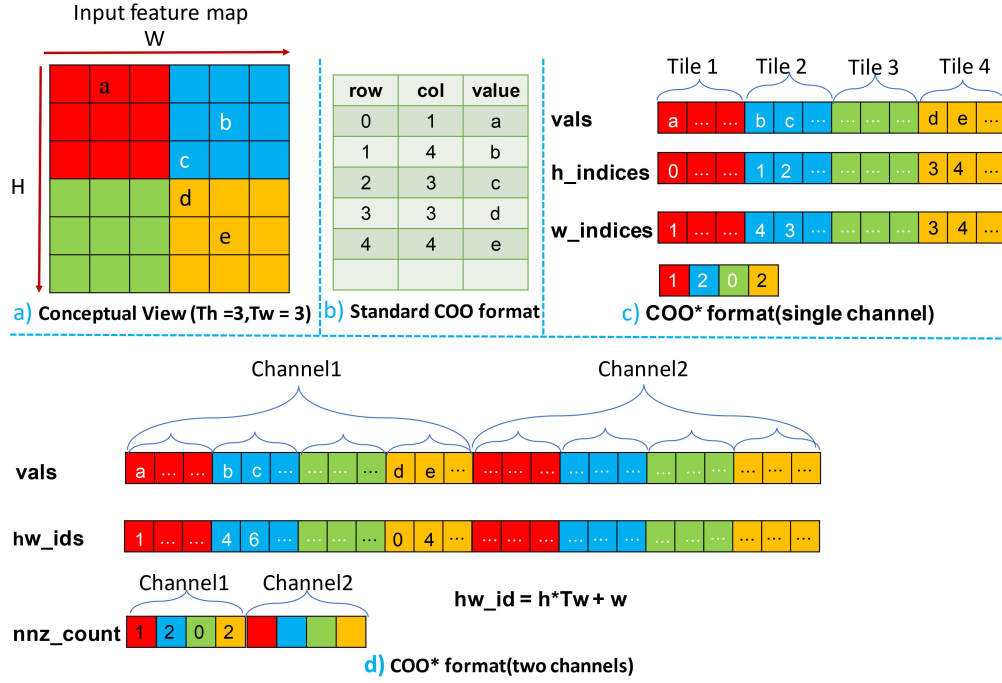 Input feature map
W
H
a
b
c
d
e
a) Conceptual View (Th =3,Tw = 3)
row col value
0 1 a
1 4 b
2 3 c
3 3 d
4 4 e
b) Standard COO format
Tile 1 Tile 2 Tile 3 Tile 4
vals a ... ... b c ... ... ... ... d e ...
h_indices 0 ... ... 1 2 ... ... ... ... 3 4 ...
w_indices 1 ... ... 4 3 ... ... ... ... 3 4 ...
1 2 0 2
c) COO* format(single channel)
Channel1 Channel2
vals a ... ... b c ... ... ... ... d e ... ... ... ... ... ... ... ... ... ... ... ... ...
hw_ids 1 ... ... 4 6 ... ... ... ... 0 4 ... ... ... ... ... ... ... ... ... ... ... ... ...
Channel1 Channel2
hw_id = h*Tw + w
nnz_count 1 2 0 2
d) COO* format(two channels)